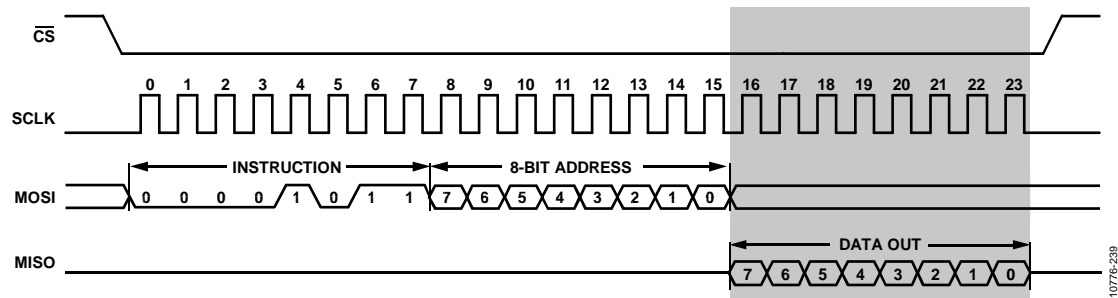 CS
0 1 2 3 4 5 6 7 8 9 10 11 12 13 14 15 16 17 18 19 20 21 22 23
SCLK
INSTRUCTION 8-BIT ADDRESS
MOSI 0 0 0 0 1 0 1 1 7 6 5 4 3 2 1 0
DATA OUT
MISO
7 6 5 4 3 2 1 0
10776-239